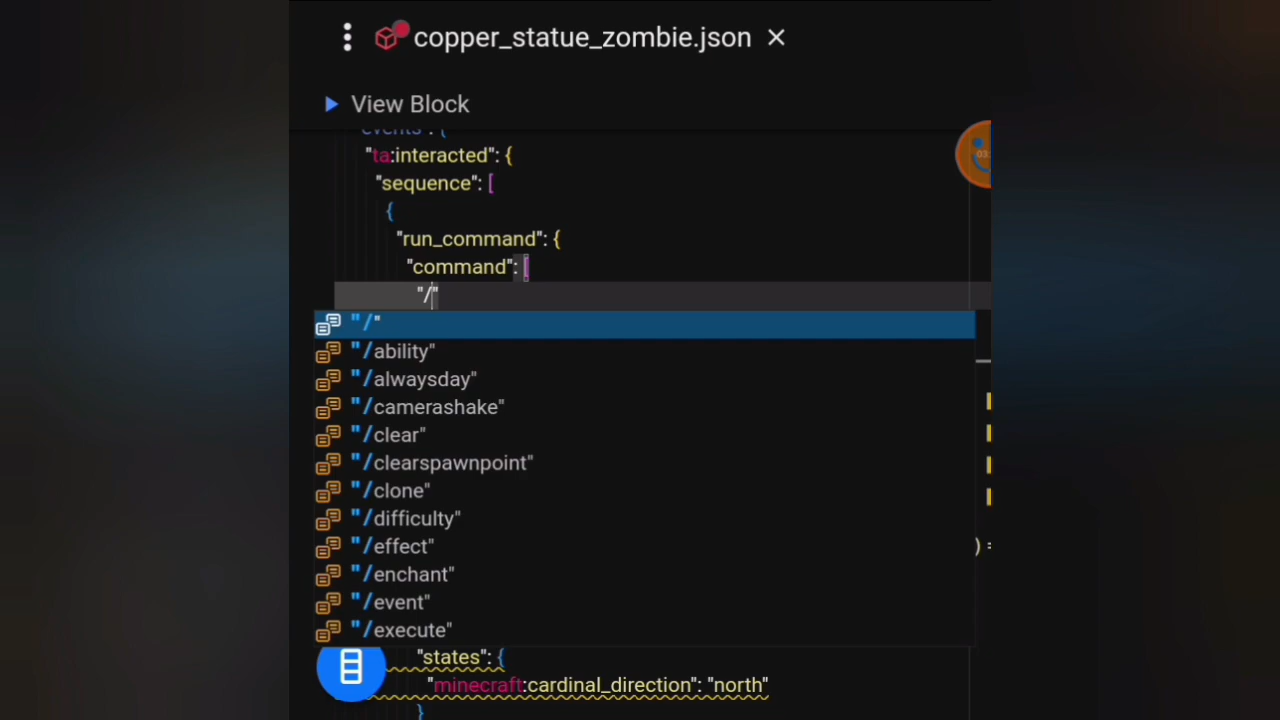 copper_statue_zombie.json ×
View Block
events": {
"ta:interacted": {
"sequence": [
{
"run_command": {
"command": [
"/"
"/"
"/ability"
"/alwaysday"
"/camerashake"
"/clear"
"/clearspawnpoint"
"/clone"
"/difficulty"
"/effect"
"/enchant"
"/event"
"/execute"
) =
"states": {
"minecraft:cardinal_direction": "north"
}